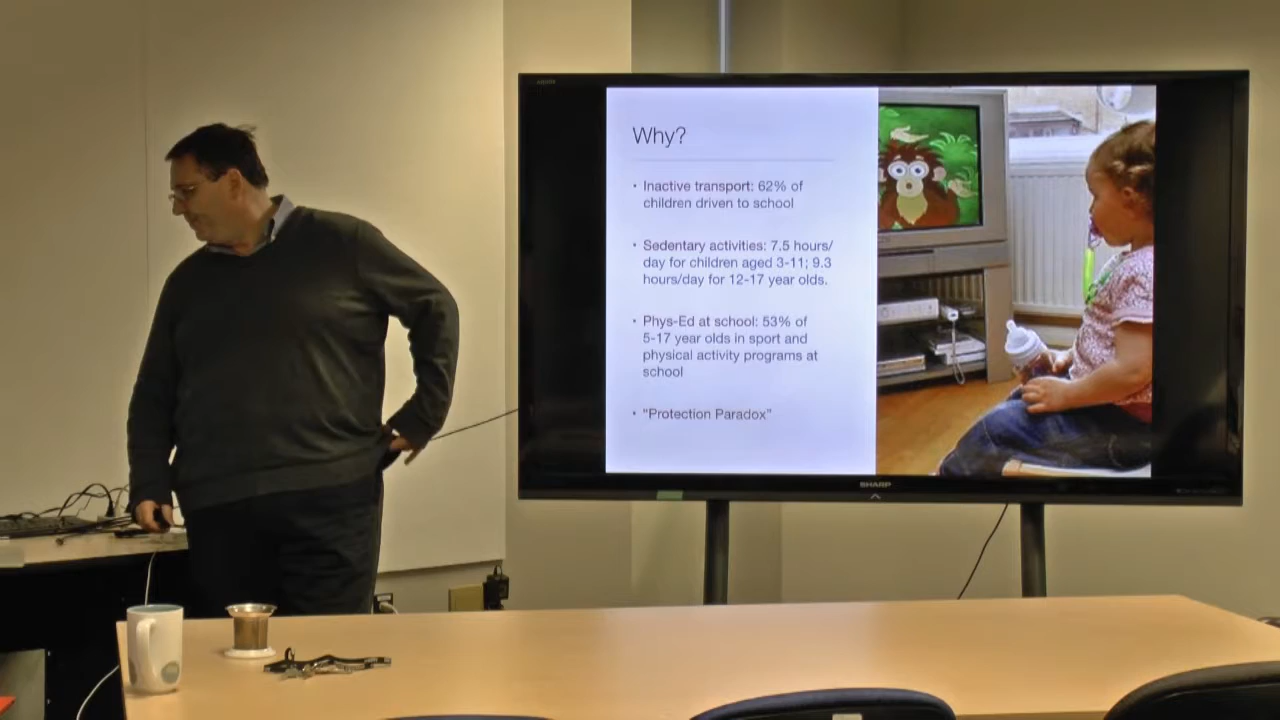 Why?
• Inactive transport: 62% of
children driven to school
• Sedentary activities: 7.5 hours/
day for children aged 3-11; 9.3
hours/day for 12-17 year olds.
• Phys-Ed at school: 53% of
5-17 year olds in sport and
physical activity programs at
school
• "Protection Paradox"
SHARP